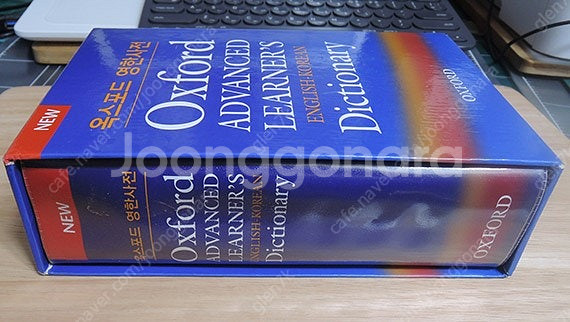 NEW
옥스포드 영한사전
Oxford
ADVANCED
LEARNER'S
ENGLISH-KOREAN
Dictionary
OXFORD
Joonggonara
NEW
옥스포드 영한사전
Oxford
ADVANCED
LEARNER'S
ENGLISH-KOREAN
Dictionary
OXFORD